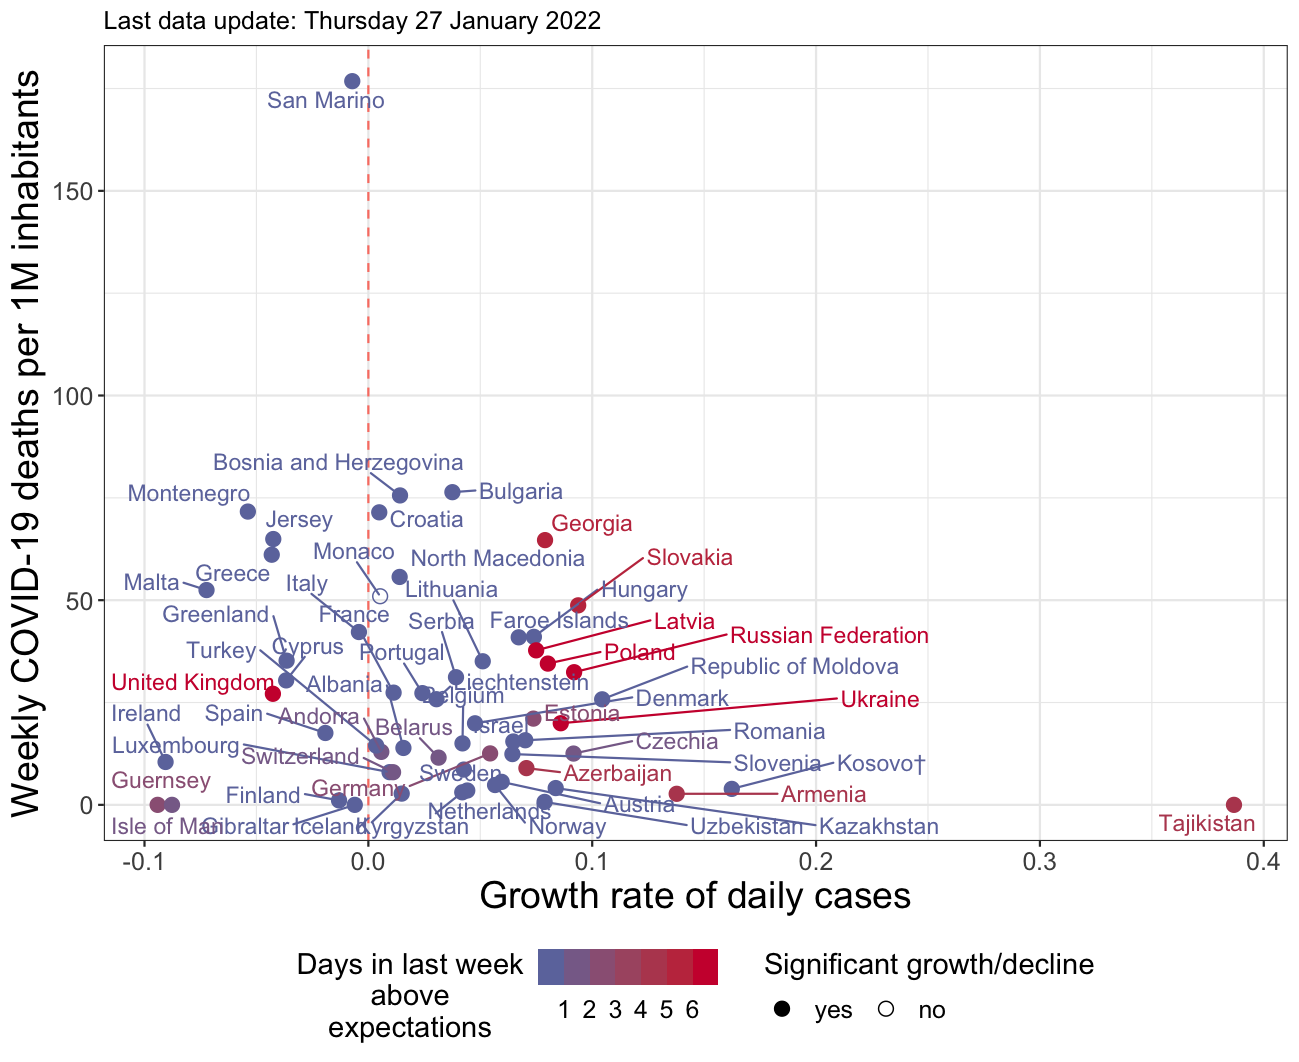 Last data update: Thursday 27 January 2022
Weekly COVID-19 deaths per 1M inhabitants
150
100
50
0
San Marino
Bosnia and Herzegovina
Montenegro
Bulgaria
Jersey
Croatia
Georgia
Monaco
North Macedonia
Slovakia
Greece
Malta
Italy
Lithuania
Hungary
Greenland
France
Serbia
Faroe Islands
Latvia
Russian Federation
Turkey
Cyprus
Portugal
Poland
Republic of Moldova
United Kingdom
Albania
Liechtenstein
Belgium
Denmark
Ukraine
Ireland
Spain
Andorra
Belarus
Israel
Estonia
Romania
Luxembourg
Switzerland
Czechia
Slovenia
Kosovo†
Guernsey
Germany
Sweden
Azerbaijan
Finland
Netherlands
Austria
Armenia
Isle of Man
Gibraltar
Iceland
Kyrgyzstan
Norway
Uzbekistan
Kazakhstan
Tajikistan
-0.1
0.0
0.1
0.2
0.3
0.4
Growth rate of daily cases
Days in last week
above
expectations
1 2 3 4 5 6
Significant growth/decline
yes
no